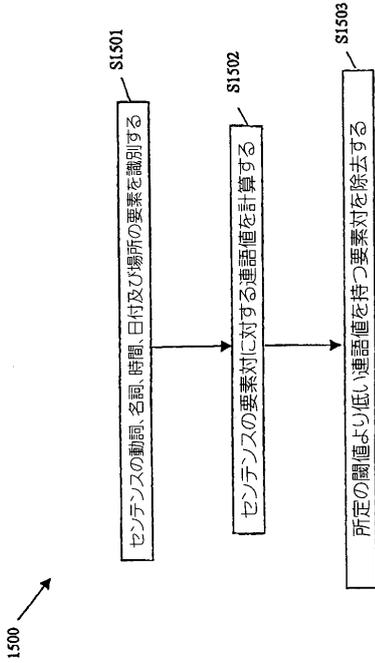 1500
S1501
センテンスの動詞、名詞、時間、日付及び場所の要素を識別する
S1502
センテンスの要素対に対する連語値を計算する
S1503
所定の閾値より低い連語値を持つ要素対を除去する